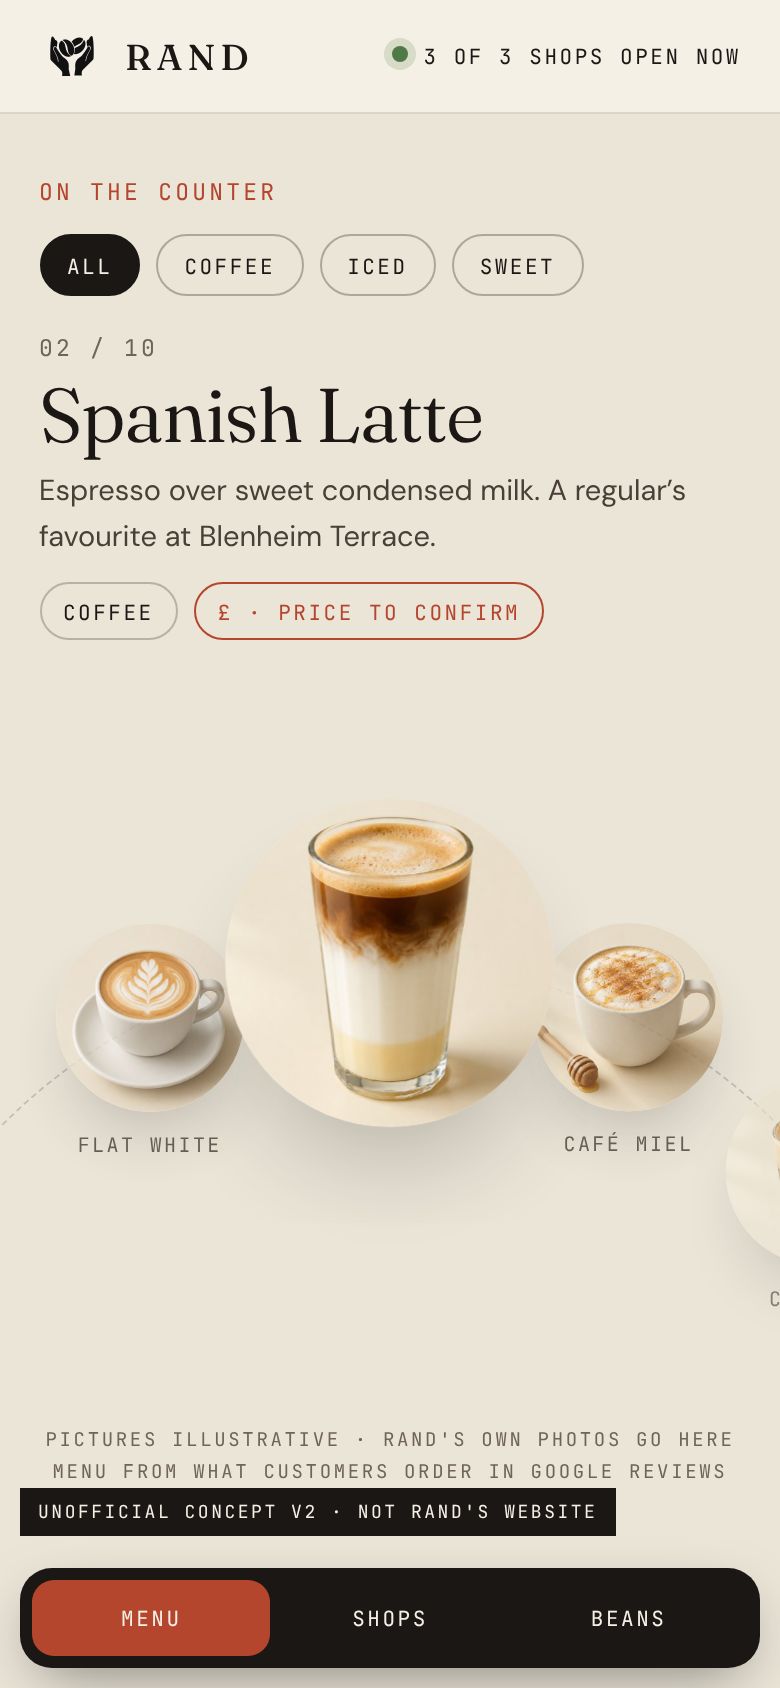 RAND
3 OF 3 SHOPS OPEN NOW
ON THE COUNTER
ALL
COFFEE
ICED
SWEET
02 / 10
Spanish Latte
Espresso over sweet condensed milk. A regular’s
favourite at Blenheim Terrace.
COFFEE
£ · PRICE TO CONFIRM
FLAT WHITE
CAFÉ MIEL
PICTURES ILLUSTRATIVE · RAND'S OWN PHOTOS GO HERE
MENU FROM WHAT CUSTOMERS ORDER IN GOOGLE REVIEWS
UNOFFICIAL CONCEPT V2 · NOT RAND'S WEBSITE
MENU
SHOPS
BEANS